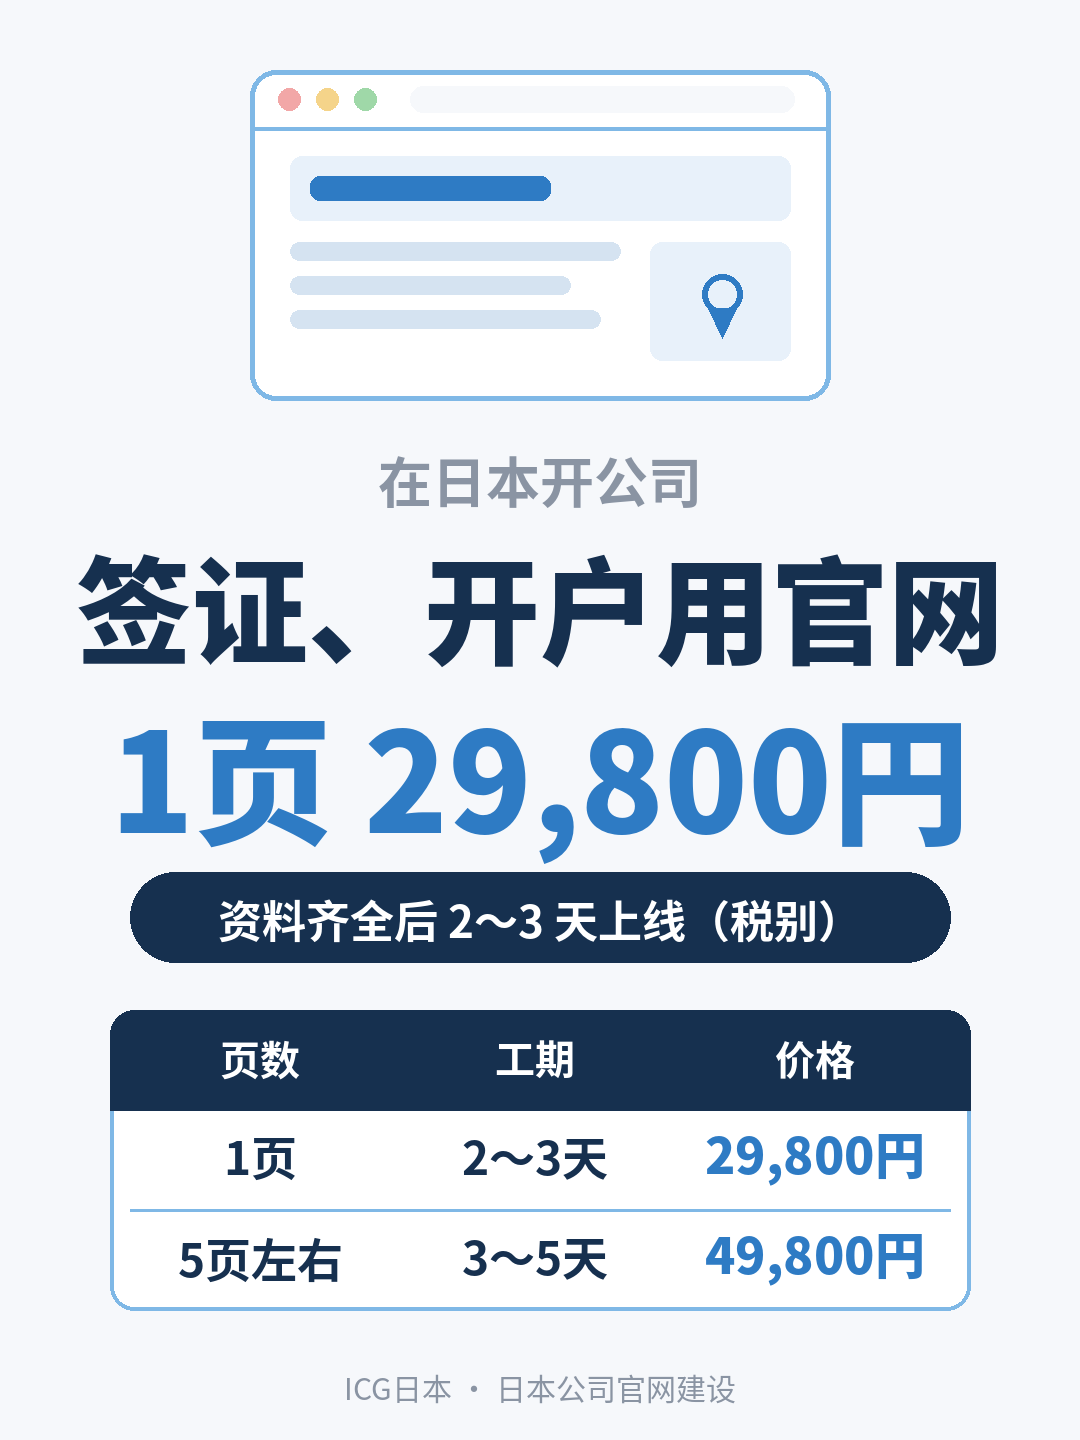 在日本开公司
签证、开户用官网
1页 29,800円
资料齐全后 2～3 天上线（税别）
页数 工期 价格
1页 2～3天 29,800円
5页左右 3～5天 49,800円
ICG日本 · 日本公司官网建设